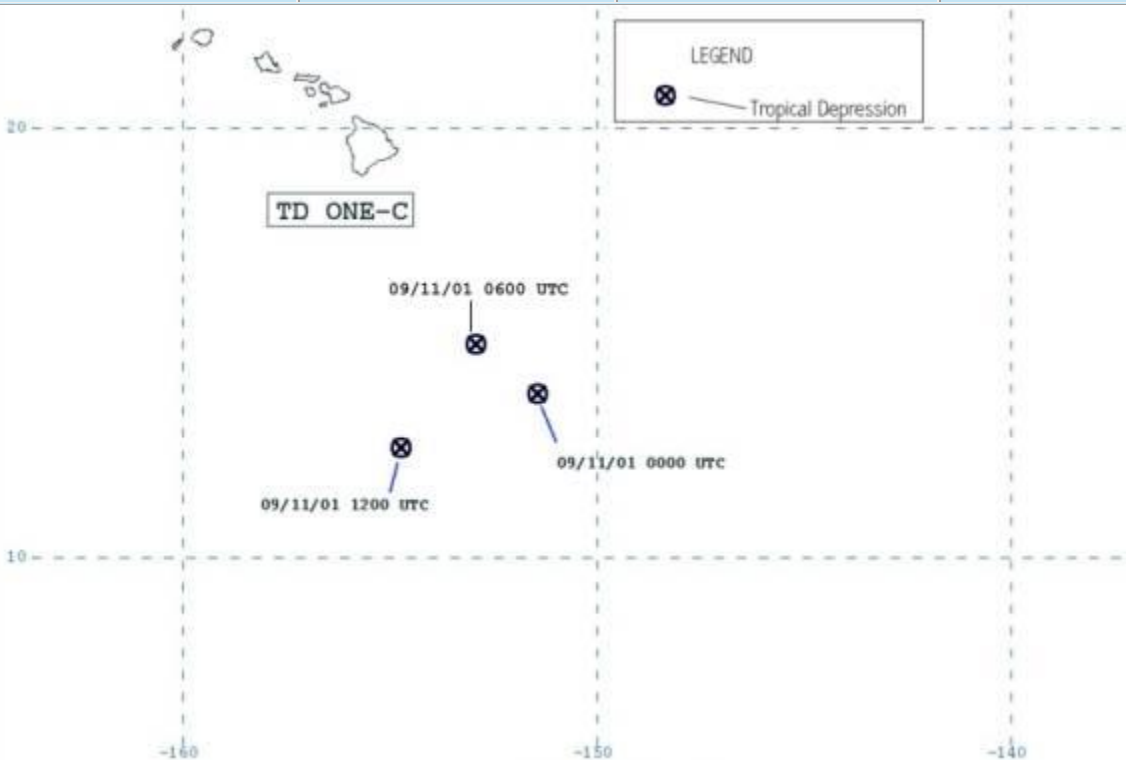 LEGEND
Tropical Depression
20
TD ONE-C
09/11/01 0600 UTC
09/11/01 0000 UTC
09/11/01 1200 UTC
10
-160
-150
-140